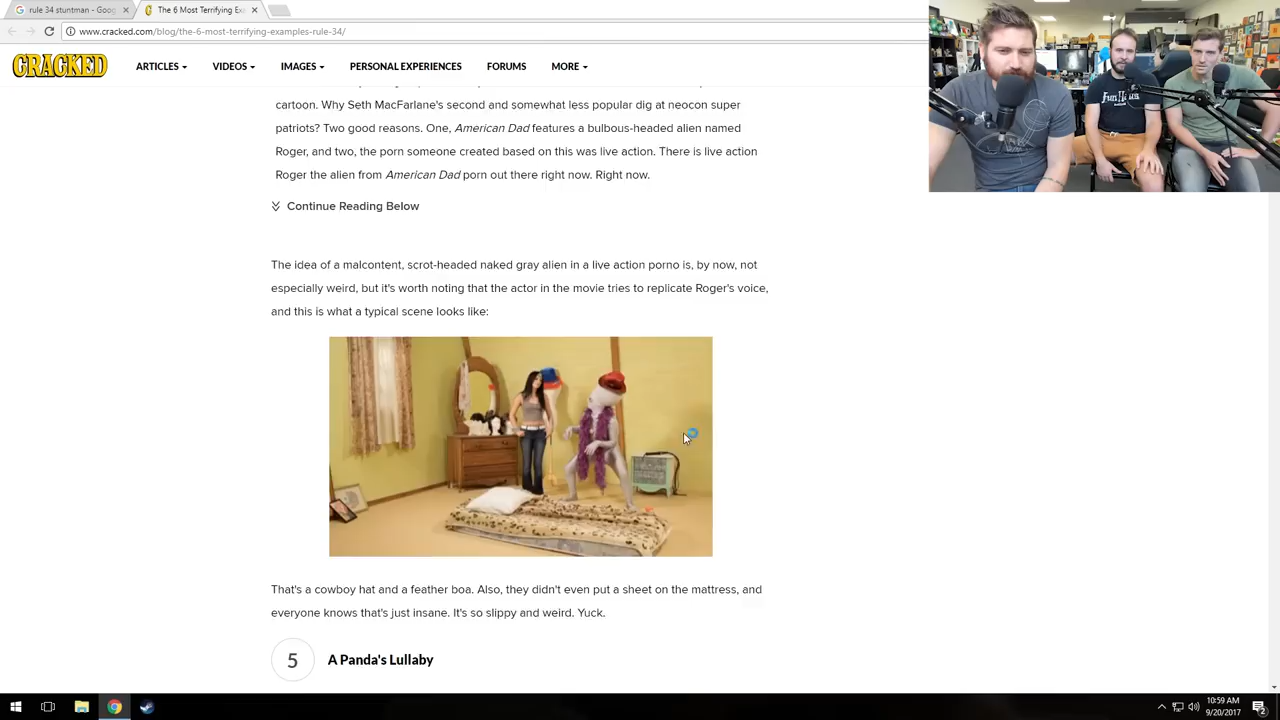 rule 34 stuntman - Goog
The 6 Most Terrifying Exa
www.cracked.com/blog/the-6-most-terrifying-examples-rule-34/
CRACKED
ARTICLES
VIDEOS
IMAGES
PERSONAL EXPERIENCES
FORUMS
MORE
cartoon. Why Seth MacFarlane's second and somewhat less popular dig at neocon super
patriots? Two good reasons. One, American Dad features a bulbous-headed alien named
Roger, and two, the porn someone created based on this was live action. There is live action
Roger the alien from American Dad porn out there right now. Right now.
Continue Reading Below
The idea of a malcontent, scrot-headed naked gray alien in a live action porno is, by now, not
especially weird, but it's worth noting that the actor in the movie tries to replicate Roger's voice,
and this is what a typical scene looks like:
That's a cowboy hat and a feather boa. Also, they didn't even put a sheet on the mattress, and
everyone knows that's just insane. It's so slippy and weird. Yuck.
5
A Panda's Lullaby
Fun Haus
10:59 AM
9/20/2017
2